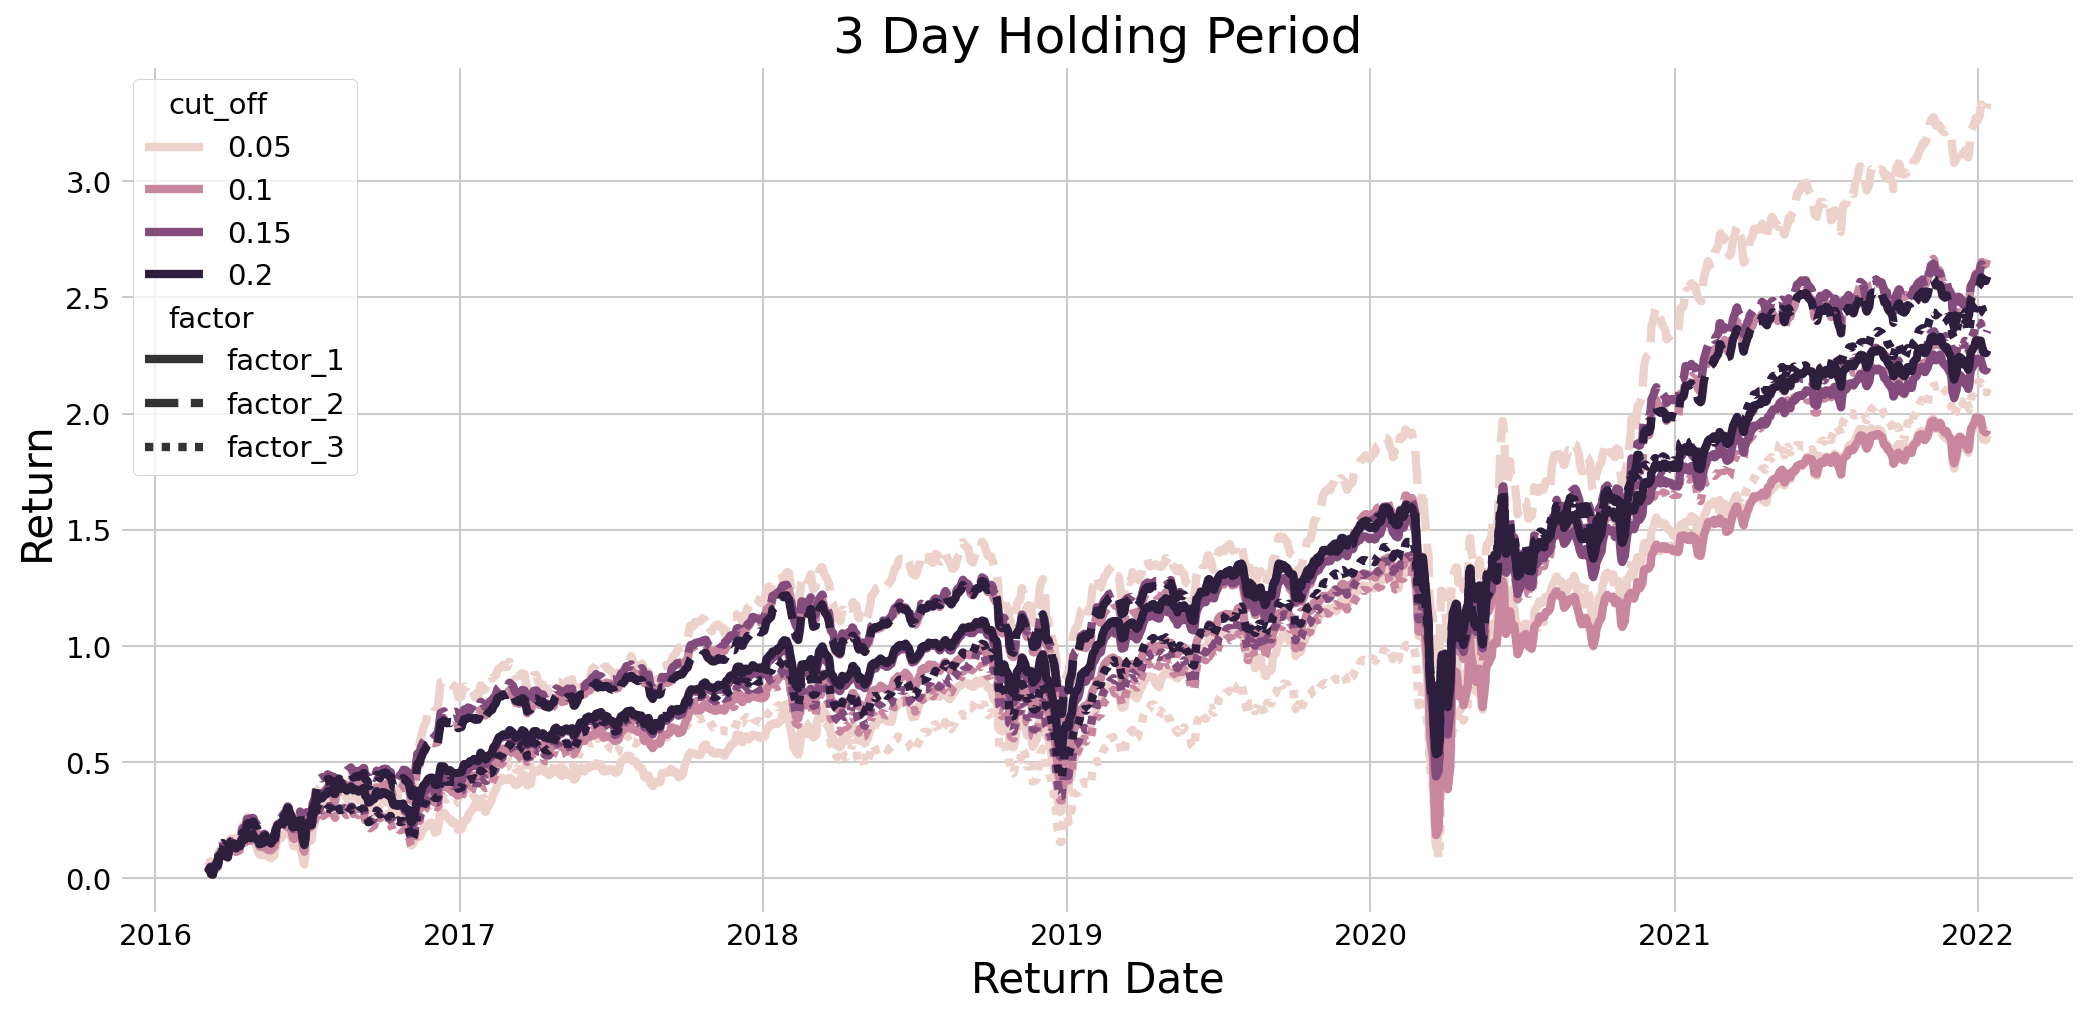 3 Day Holding Period
cut_off
0.05
0.1
0.15
0.2
factor
factor_1
factor_2
factor_3
Return
3.0
2.5
2.0
1.5
1.0
0.5
0.0
2016 2017 2018 2019 2020 2021 2022
Return Date